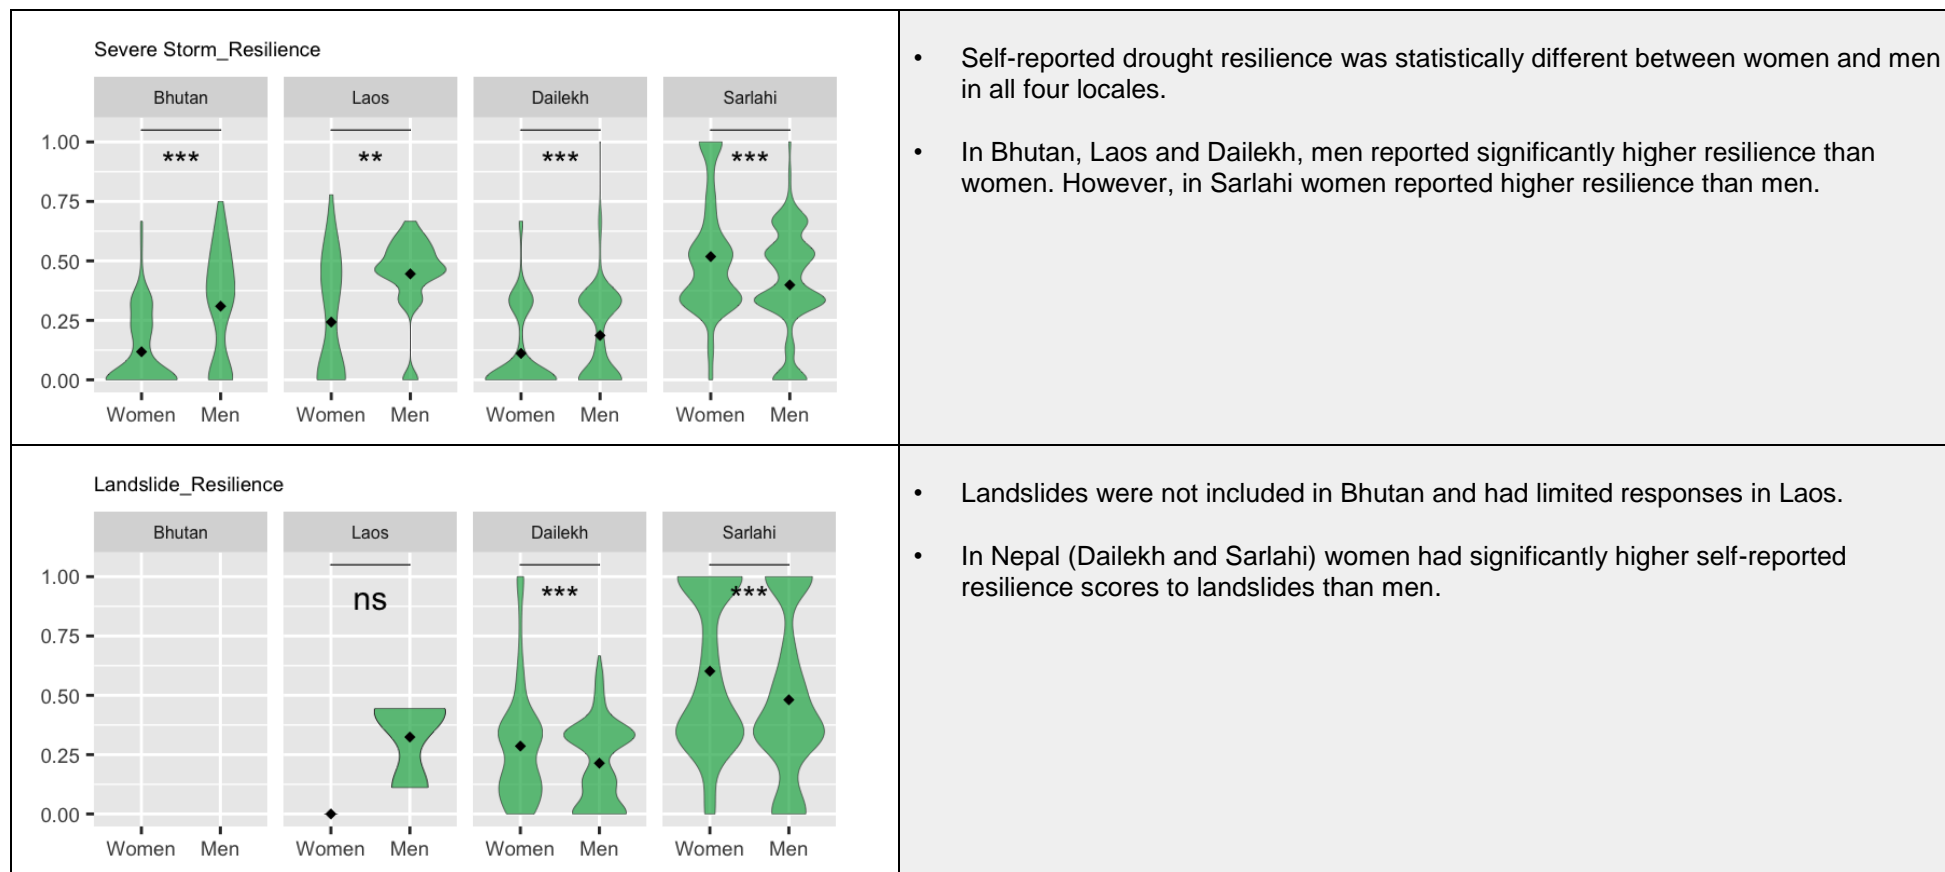 Severe Storm_Resilience
Bhutan Laos Dailekh Sarlahi
*** ** *** ***
1.00
0.75
0.50
0.25
0.00
Women Men Women Men Women Men Women Men
• Self-reported drought resilience was statistically different between women and men
in all four locales.
• In Bhutan, Laos and Dailekh, men reported significantly higher resilience than
women. However, in Sarlahi women reported higher resilience than men.
Landslide_Resilience
Bhutan Laos Dailekh Sarlahi
ns *** ***
1.00
0.75
0.50
0.25
0.00
Women Men Women Men Women Men Women Men
• Landslides were not included in Bhutan and had limited responses in Laos.
• In Nepal (Dailekh and Sarlahi) women had significantly higher self-reported
resilience scores to landslides than men.